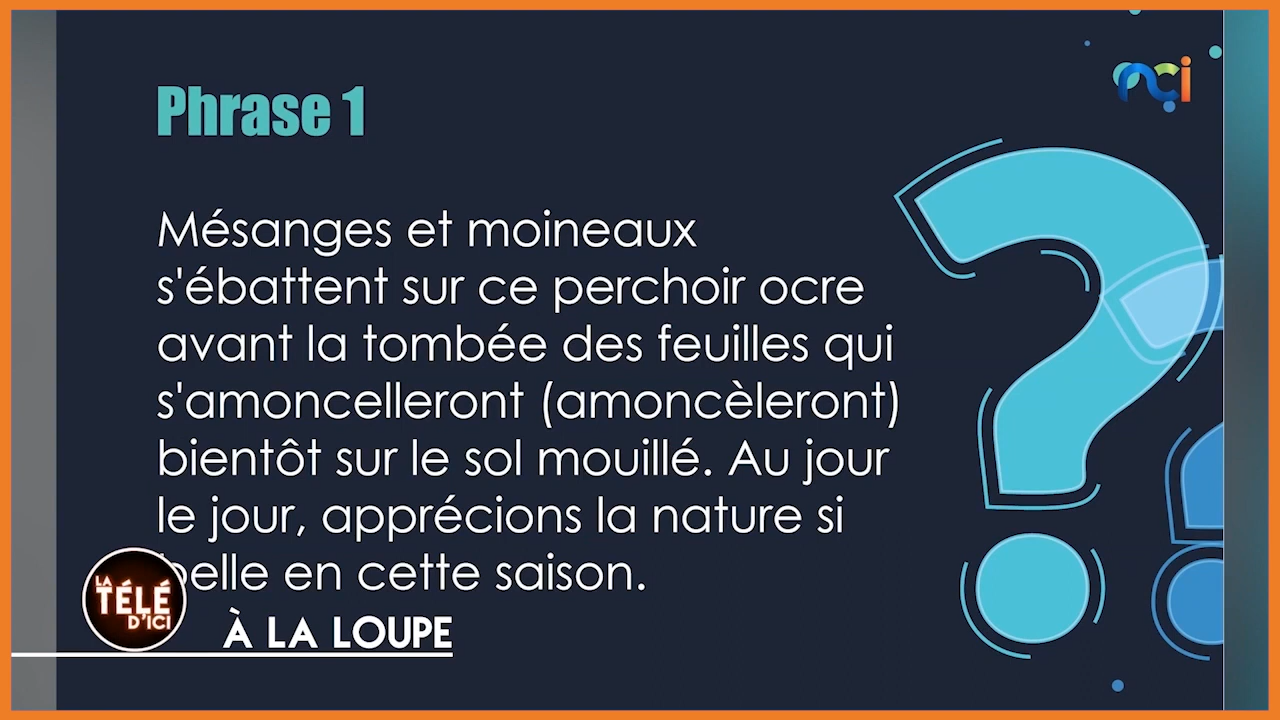 nçi
Phrase 1
Mésanges et moineaux
s'ébattent sur ce perchoir ocre
avant la tombée des feuilles qui
s'amoncelleront (amoncèleront)
bientôt sur le sol mouillé. Au jour
le jour, apprécions la nature si
belle en cette saison.
LA
TÉLÉ
D'ICI
À LA LOUPE